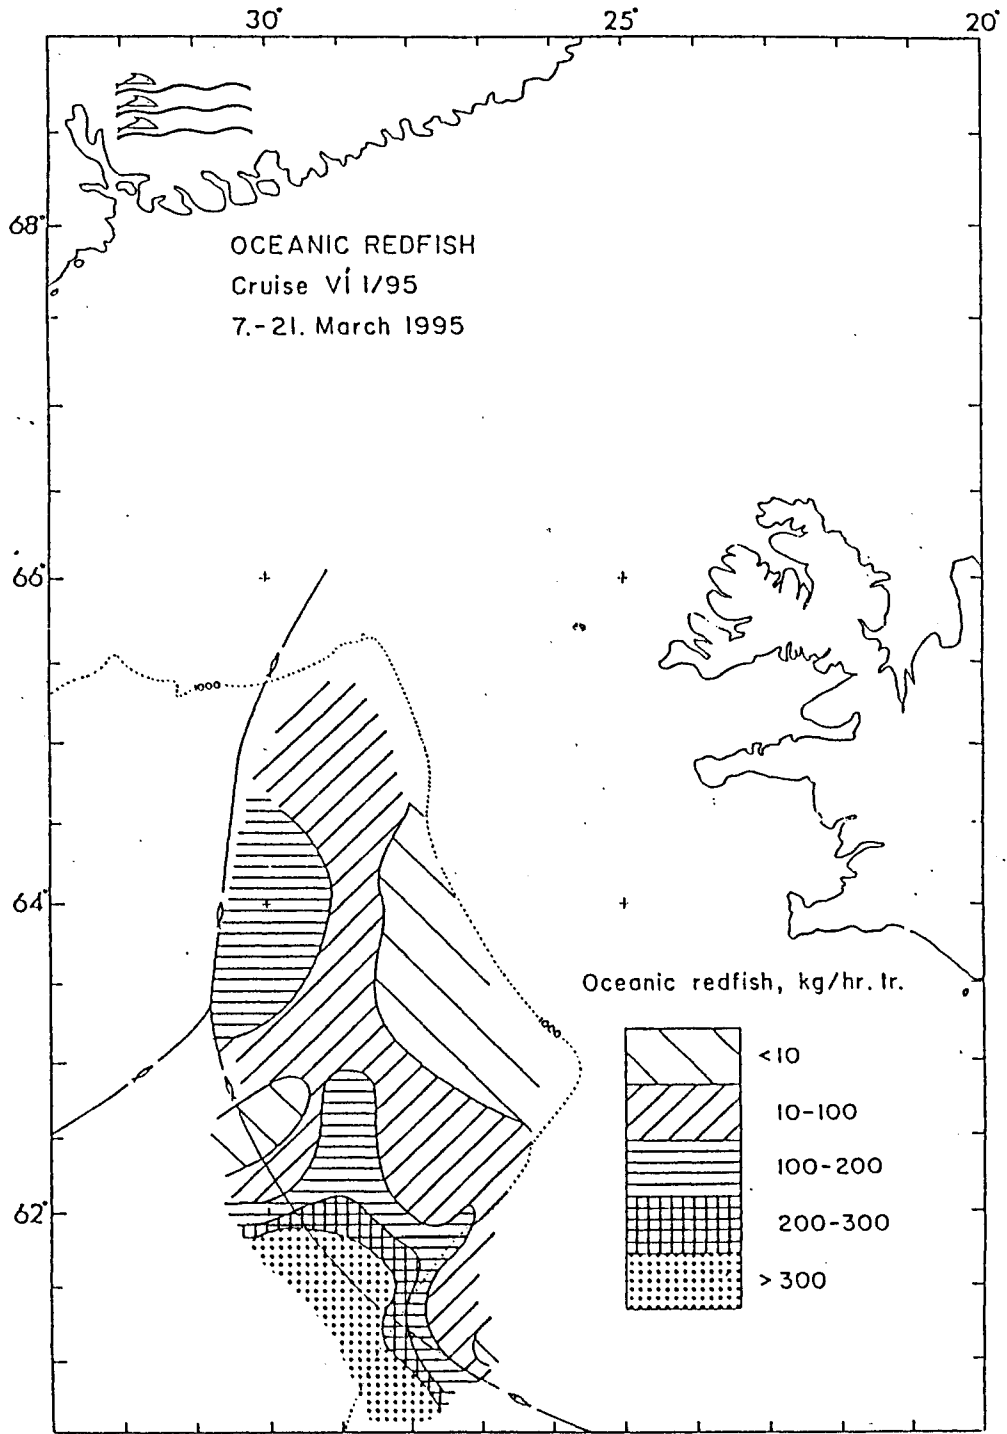 30° 25° 20°
68°
OCEANIC REDFISH
Cruise VÍ 1/95
7.-21. March 1995
66°
1000
64°
Oceanic redfish, kg/hr. tr.
1000
<10
10-100
100-200
62°
200-300
>300